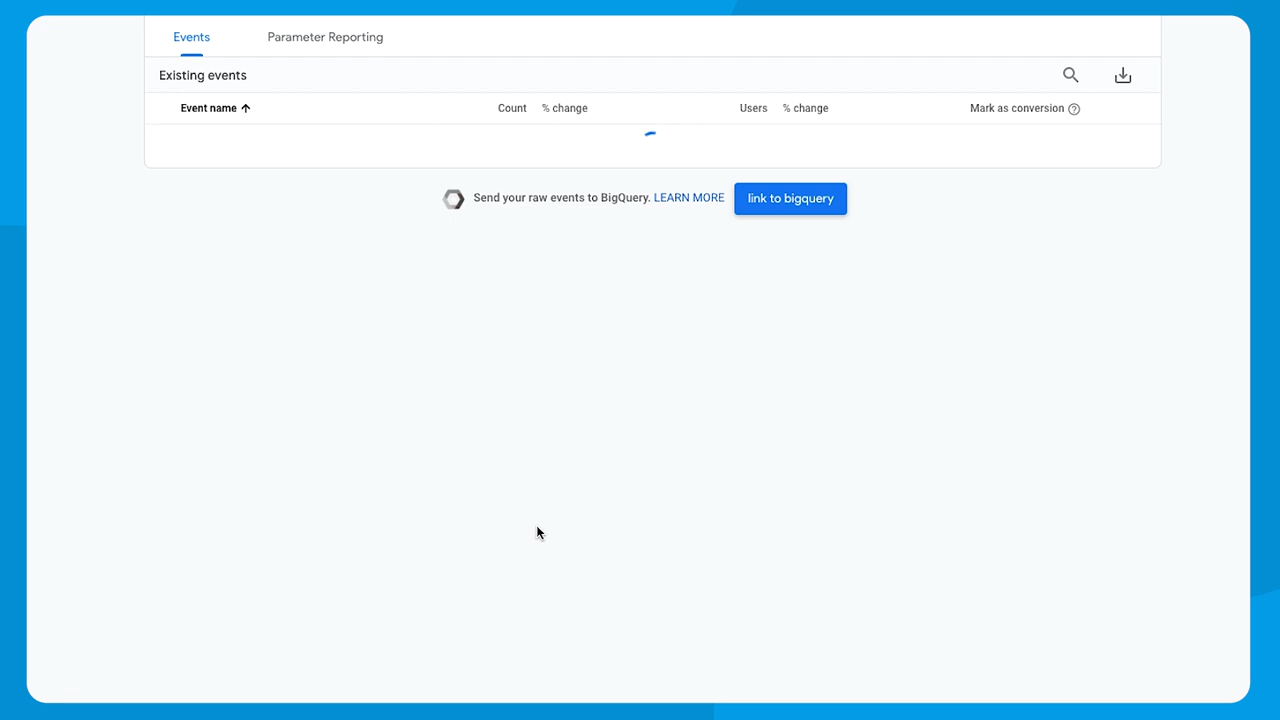 Events Parameter Reporting
Existing events
Event name Count % change Users % change Mark as conversion
Send your raw events to BigQuery. LEARN MORE link to bigquery